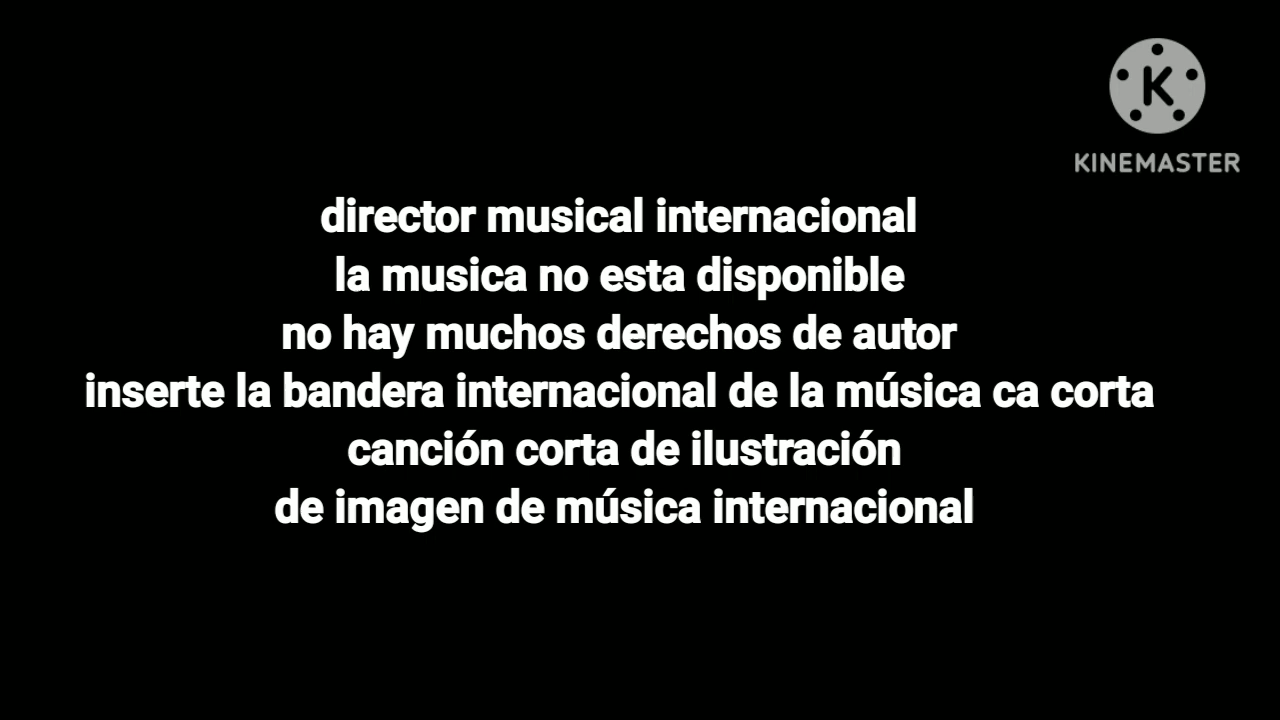 KINEMASTER
director musical internacional
la musica no esta disponible
no hay muchos derechos de autor
inserte la bandera internacional de la música ca corta
canción corta de ilustración
de imagen de música internacional